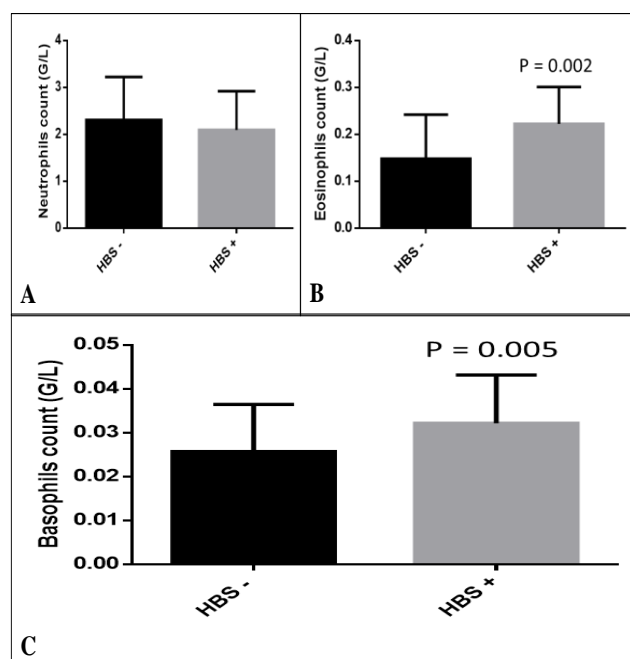 Neutrophils count (G/L)
4
3
2
1
0
HBS -
HBS +
A
Eosinophils count (G/L)
0.4
0.3
0.2
0.1
0.0
P = 0.002
HBS -
HBS +
B
Basophils count (G/L)
0.05
0.04
0.03
0.02
0.01
0.00
P = 0.005
HBS -
HBS +
C